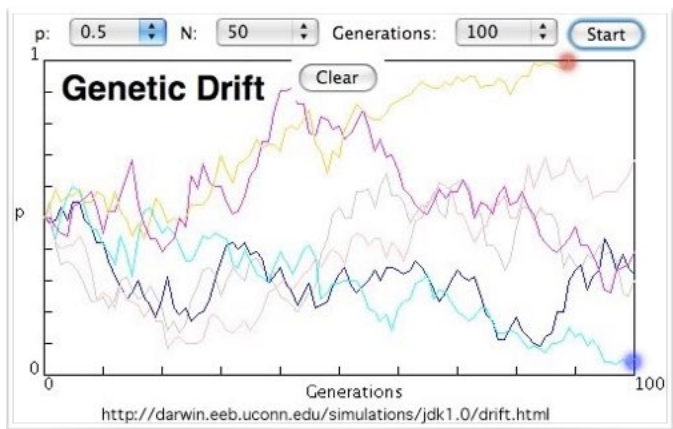 p: 0.5 N: 50 Generations: 100 Start
1
Genetic Drift
Clear
p
0
0
100
Generations
http://darwin.eeb.uconn.edu/simulations/jdk1.0/drift.html